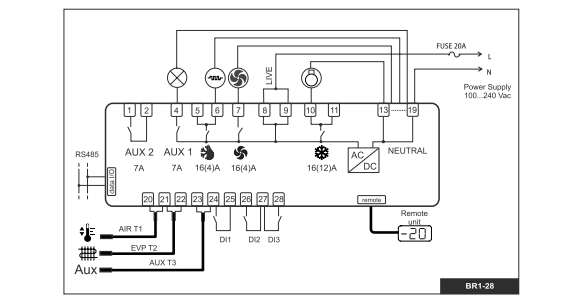 FUSE 20A
L
N
LIVE
Power Supply
100...240 Vac
1 2 4 5 6 7 8 9 10 11 13 19
AUX 2 AUX 1 NEUTRAL
7A 7A 16(4)A 16(4)A 16(12)A
AC
DC
RS485
data I/O
20 21 22 23 24 25 26 27 28
remote
DI1 DI2 DI3
Remote
unit
-20
AIR T1
EVP T2
AUX T3
Aux
BR1-28